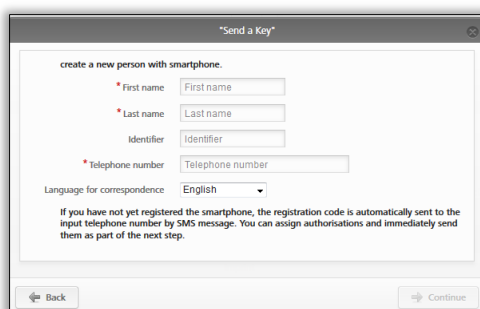 "Send a Key"
create a new person with smartphone.
* First name First name
* Last name Last name
Identifier Identifier
* Telephone number Telephone number
Language for correspondence English
If you have not yet registered the smartphone, the registration code is automatically sent to the
input telephone number by SMS message. You can assign authorisations and immediately send
them as part of the next step.
Back Continue